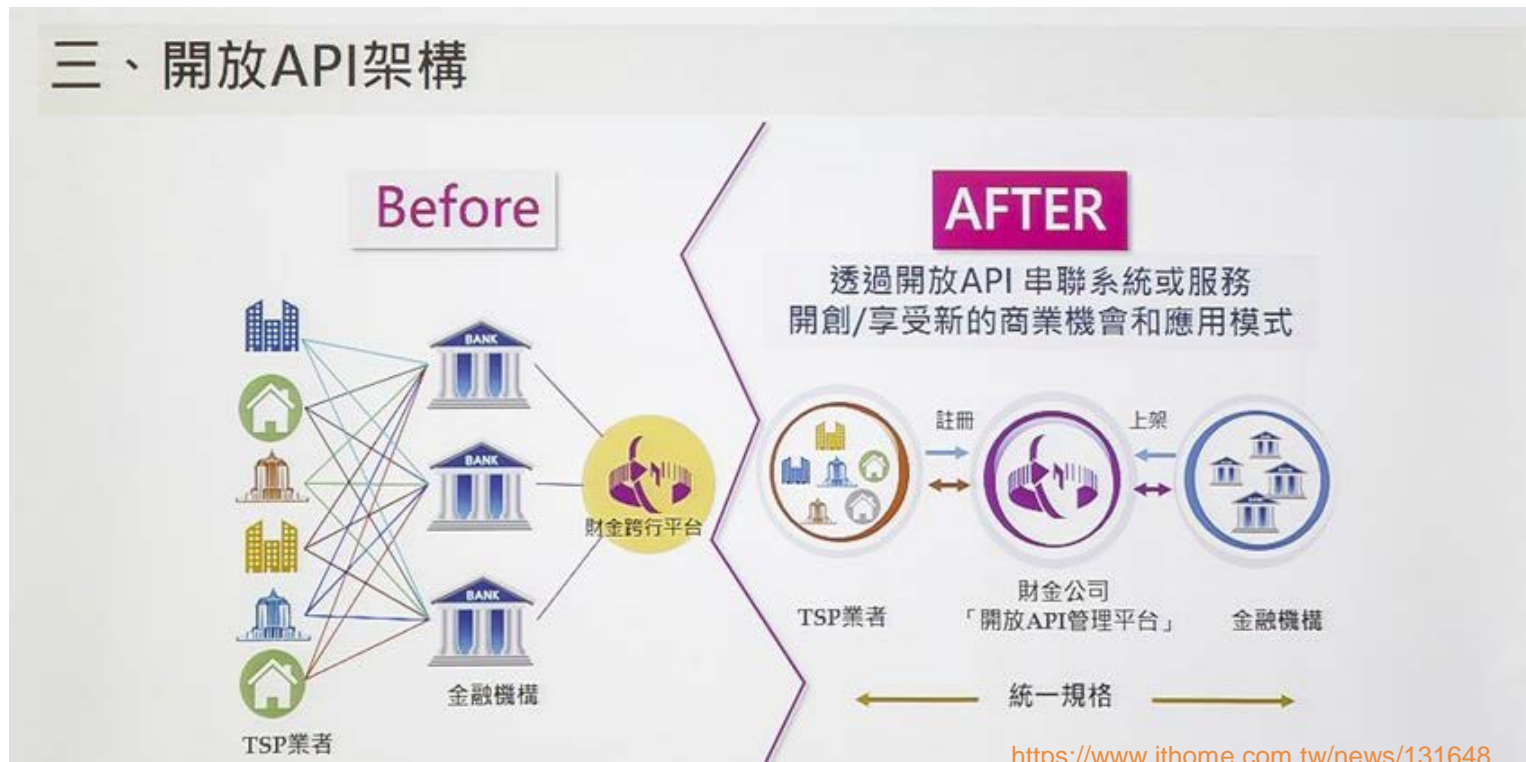 三、開放API架構
Before
BANK
BANK
BANK
財金跨行平台
金融機構
TSP業者
AFTER
透過開放API 串聯系統或服務
開創/享受新的商業機會和應用模式
註冊
上架
TSP業者
財金公司
「開放API管理平台」
金融機構
統一規格
https://www.ithome.com.tw/news/131648